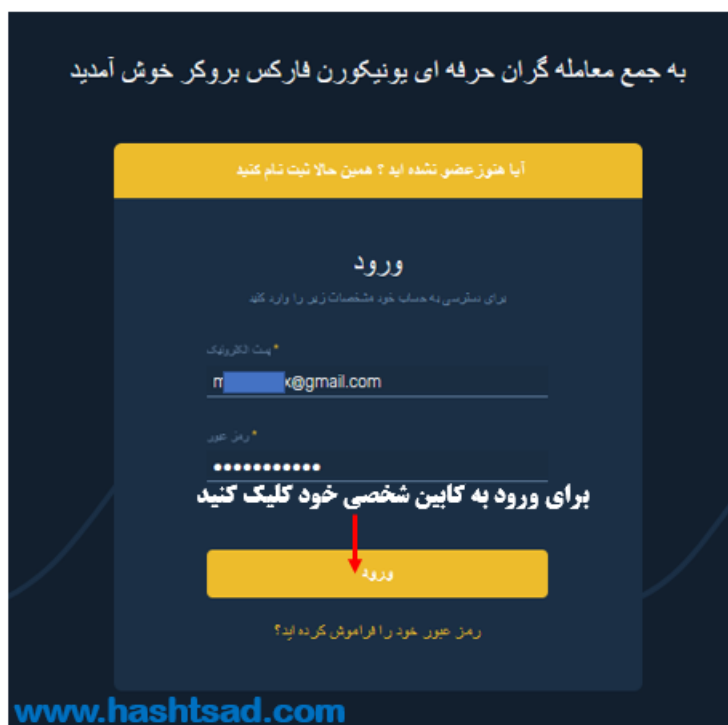 به جمع معامله گران حرفه ای یونیکورن فارکس بروکر خوش آمدید
آیا هنوز عضو نشده اید ؟ همین حالا ثبت نام کنید
ورود
برای دسترسی به حساب خود مشخصات زیر را وارد کنید
* پست الکترونیک
m x@gmail.com
* رمز عبور
•••••••••••
برای ورود به کابین شخصی خود کلیک کنید
ورود
رمز عبور خود را فراموش کرده اید؟
www.hashtsad.com